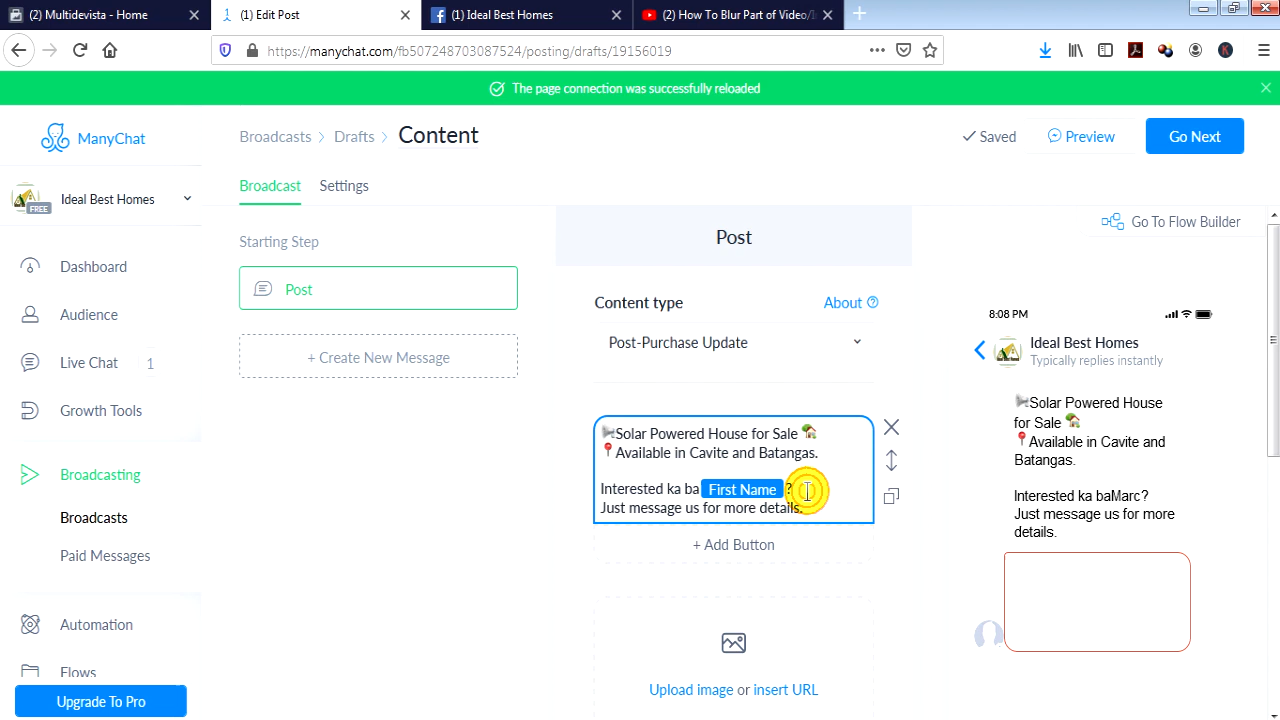 (2) Multidevista - Home
(1) Edit Post
(1) Ideal Best Homes
(2) How To Blur Part of Video/I
https://manychat.com/fb507248703087524/posting/drafts/19156019
K
The page connection was successfully reloaded
ManyChat
Broadcasts
Drafts
Content
Saved
Preview
Go Next
Ideal Best Homes
FREE
Broadcast
Settings
Go To Flow Builder
Starting Step
Post
+ Create New Message
Post
Content type
About
Post-Purchase Update
Dashboard
Audience
Live Chat
1
Growth Tools
Broadcasting
Broadcasts
Paid Messages
Automation
Flows
Upgrade To Pro
Solar Powered House for Sale
Available in Cavite and Batangas.
Interested ka ba First Name ?
Just message us for more details.
+ Add Button
Upload image or insert URL
8:08 PM
Ideal Best Homes
Typically replies instantly
Solar Powered House
for Sale
Available in Cavite and
Batangas.
Interested ka baMarc?
Just message us for more
details.